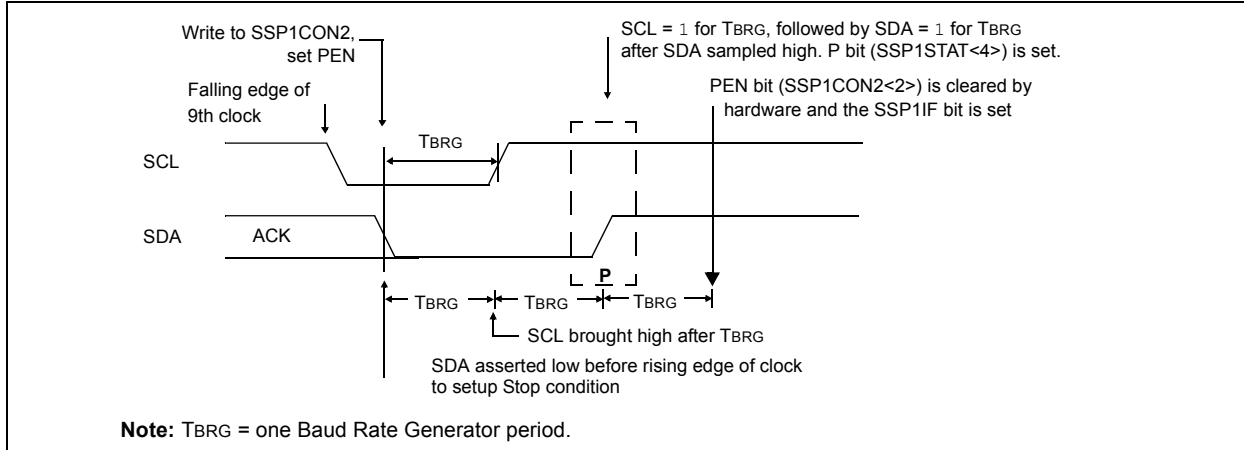 Write to SSP1CON2,
set PEN
SCL = 1 for TBRG, followed by SDA = 1 for TBRG
after SDA sampled high. P bit (SSP1STAT<4>) is set.
Falling edge of
9th clock
PEN bit (SSP1CON2<2>) is cleared by
hardware and the SSP1IF bit is set
TBRG
SCL
SDA
ACK
P
TBRG
TBRG
TBRG
SCL brought high after TBRG
SDA asserted low before rising edge of clock
to setup Stop condition
Note: TBRG = one Baud Rate Generator period.